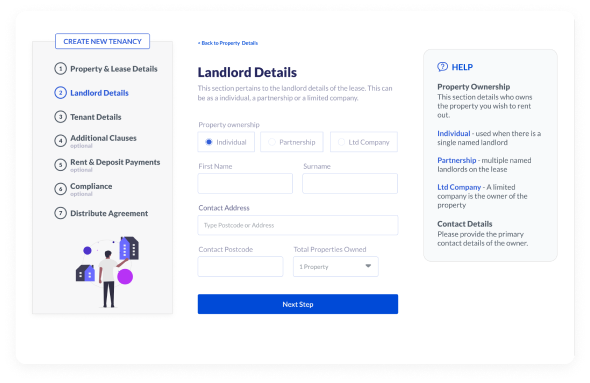 CREATE NEW TENANCY
1 Property & Lease Details
2 Landlord Details
3 Tenant Details
4 Additional Clauses
optional
5 Rent & Deposit Payments
optional
6 Compliance
optional
7 Distribute Agreement
< Back to Property Details
Landlord Details
This section pertains to the landlord details of the lease. This can
be as a individual, a partnership or a limited company.
Property ownership
Individual
Partnership
Ltd Company
First Name
Surname
Contact Address
Type Postcode or Address
Contact Postcode
Total Properties Owned
1 Property
Next Step
? HELP
Property Ownership
This section details who owns
the property you wish to rent
out.
Individual - used when there is a
single named landlord
Partnership - multiple named
landlords on the lease
Ltd Company - A limited
company is the owner of the
property
Contact Details
Please provide the primary
contact details of the owner.